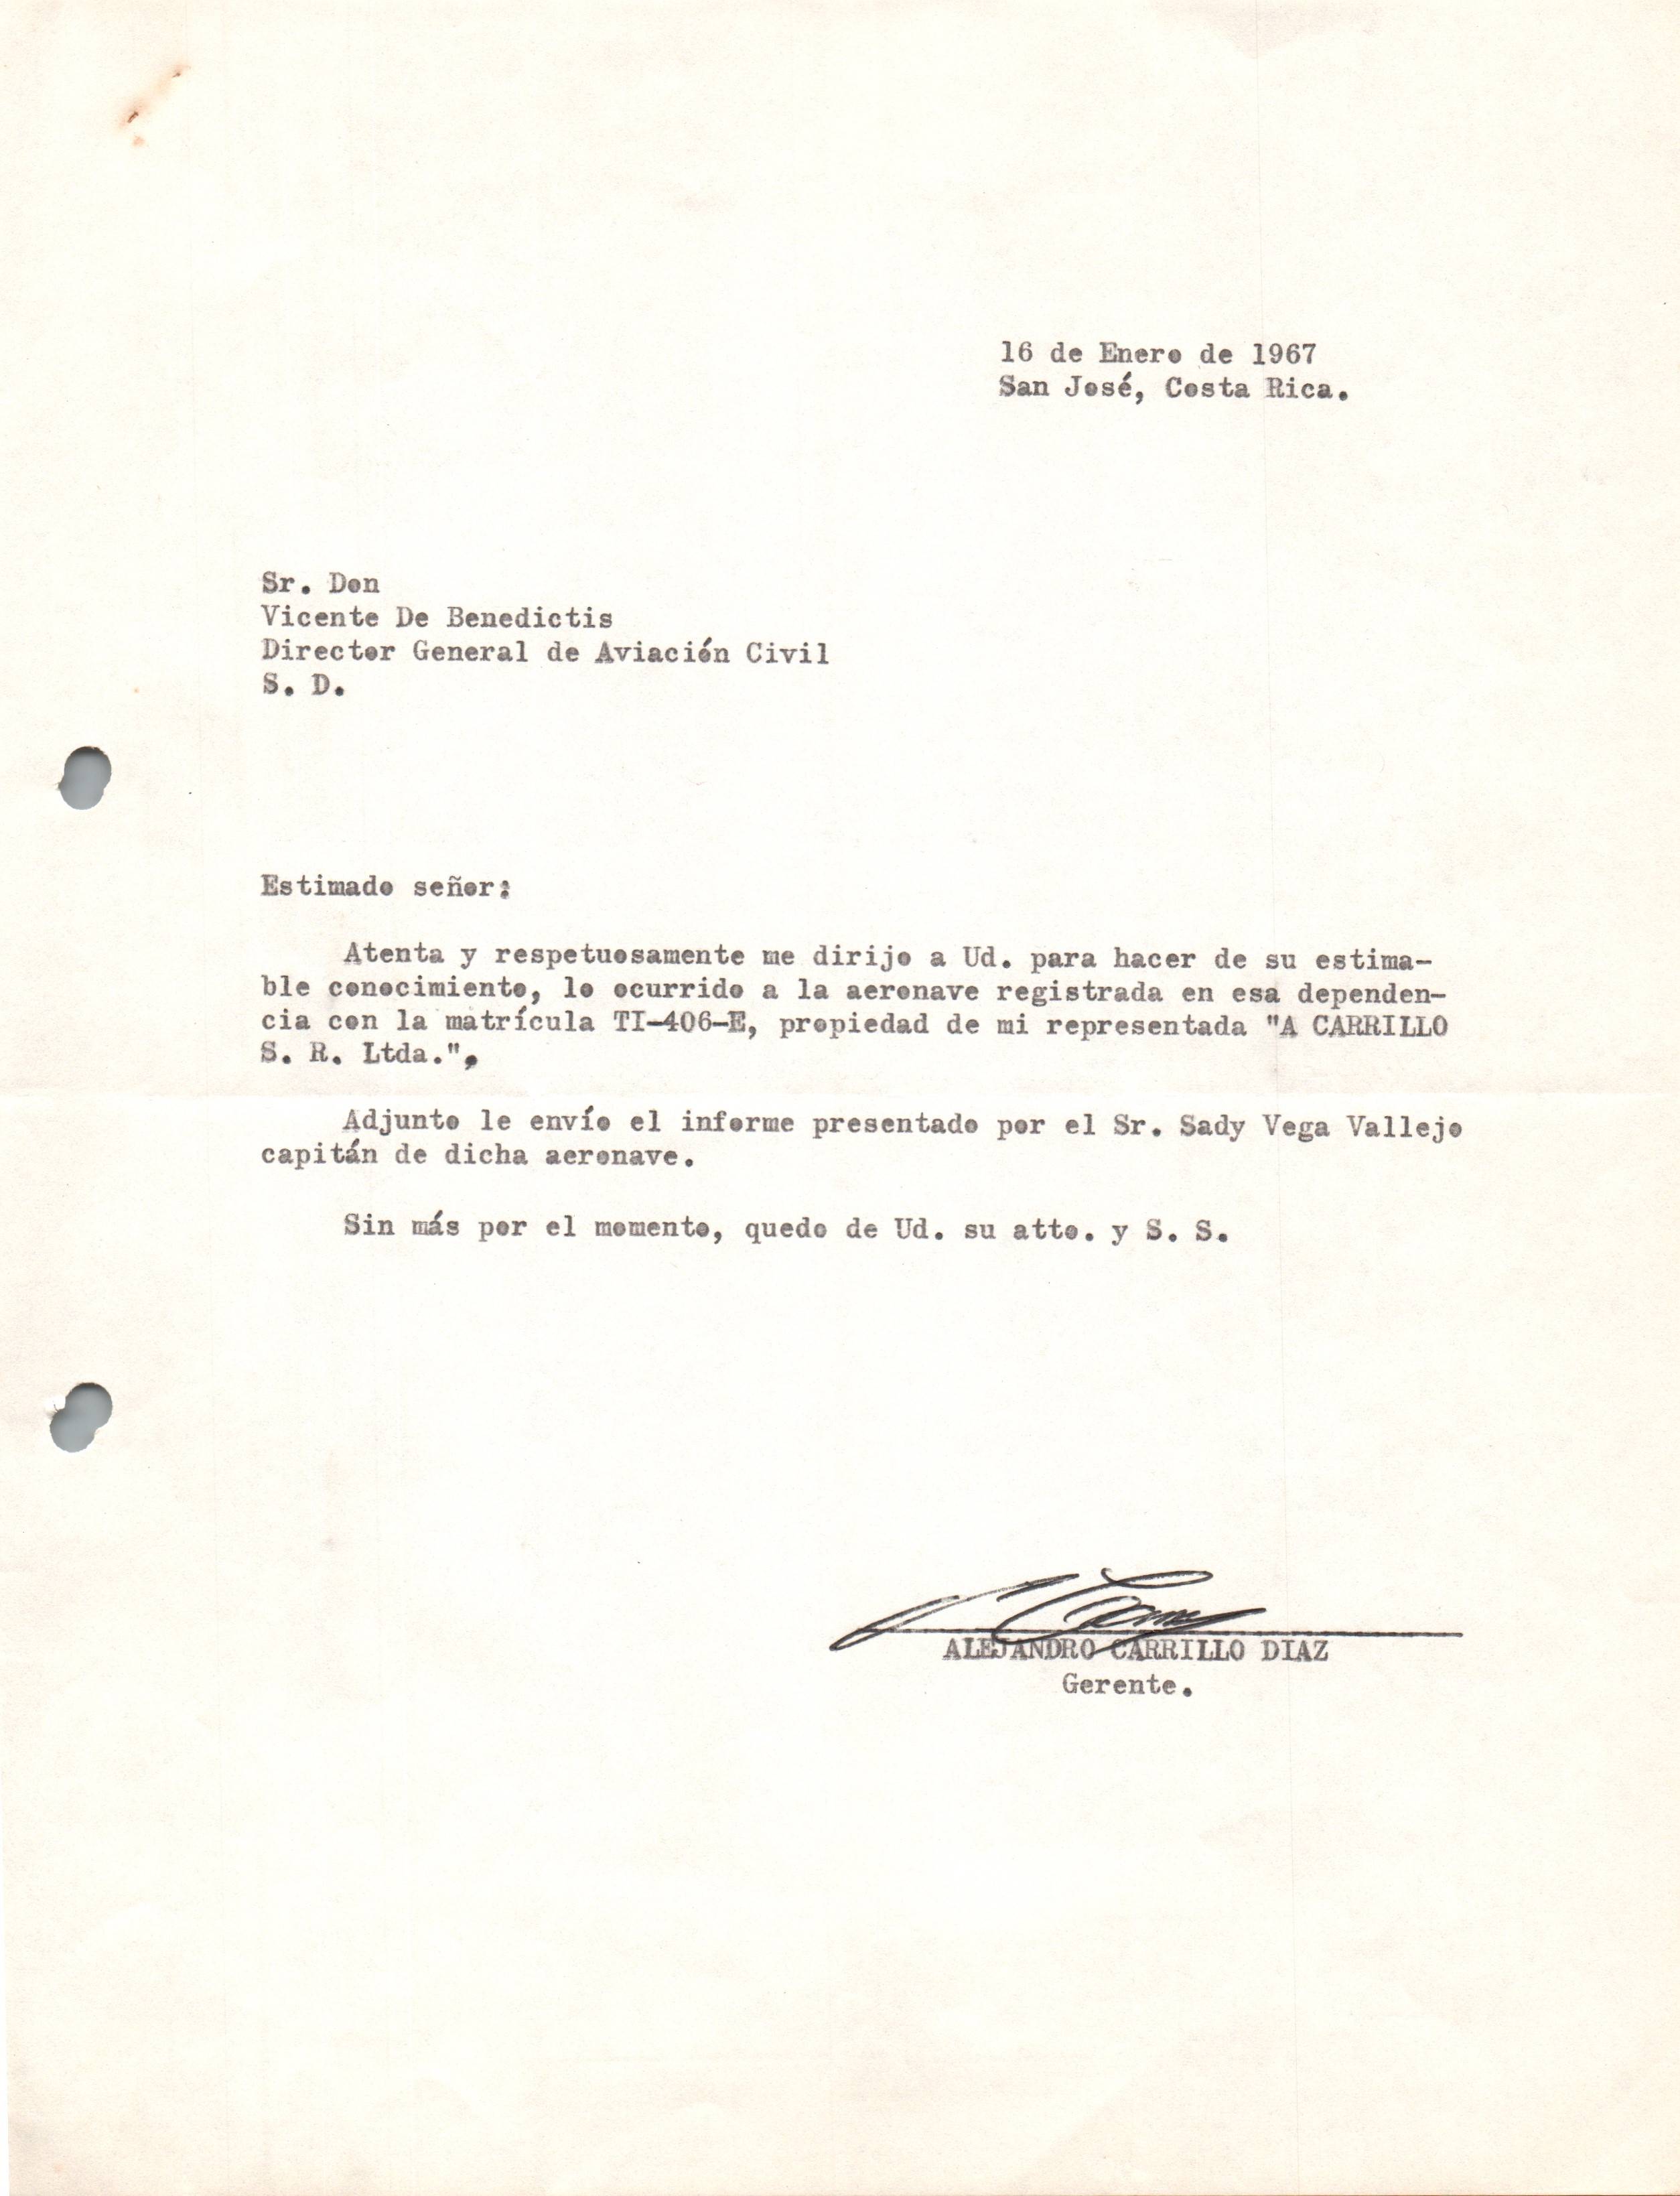 16 de Enero de 1967
San José, Costa Rica.
Sr. Don
Vicente De Benedictis
Director General de Aviación Civil
S. D.
Estimado señor:
Atenta y respetuosamente me dirijo a Ud. para hacer de su estima-
ble conocimiento, lo ocurrido a la aeronave registrada en esa dependen-
cia con la matrícula TI-406-E, propiedad de mi representada "A CARRILLO
S. R. Ltda.",
Adjunto le envío el informe presentado por el Sr. Sady Vega Vallejo
capitán de dicha aeronave.
Sin más por el momento, quedo de Ud. su atto. y S. S.
ALEJANDRO CARRILLO DIAZ
Gerente.